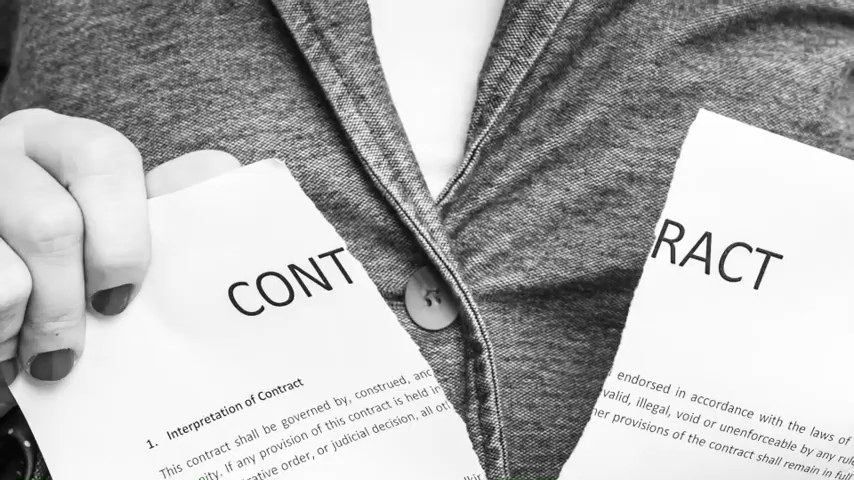 CONT RACT
1. Interpretation of Contract
This contract shall be governed by, construed, and endorsed in accordance with the laws of
If any provision of this contract is held valid, illegal, void or unenforceable by any
order, or judicial decision, all provisions of the contract shall remain in full